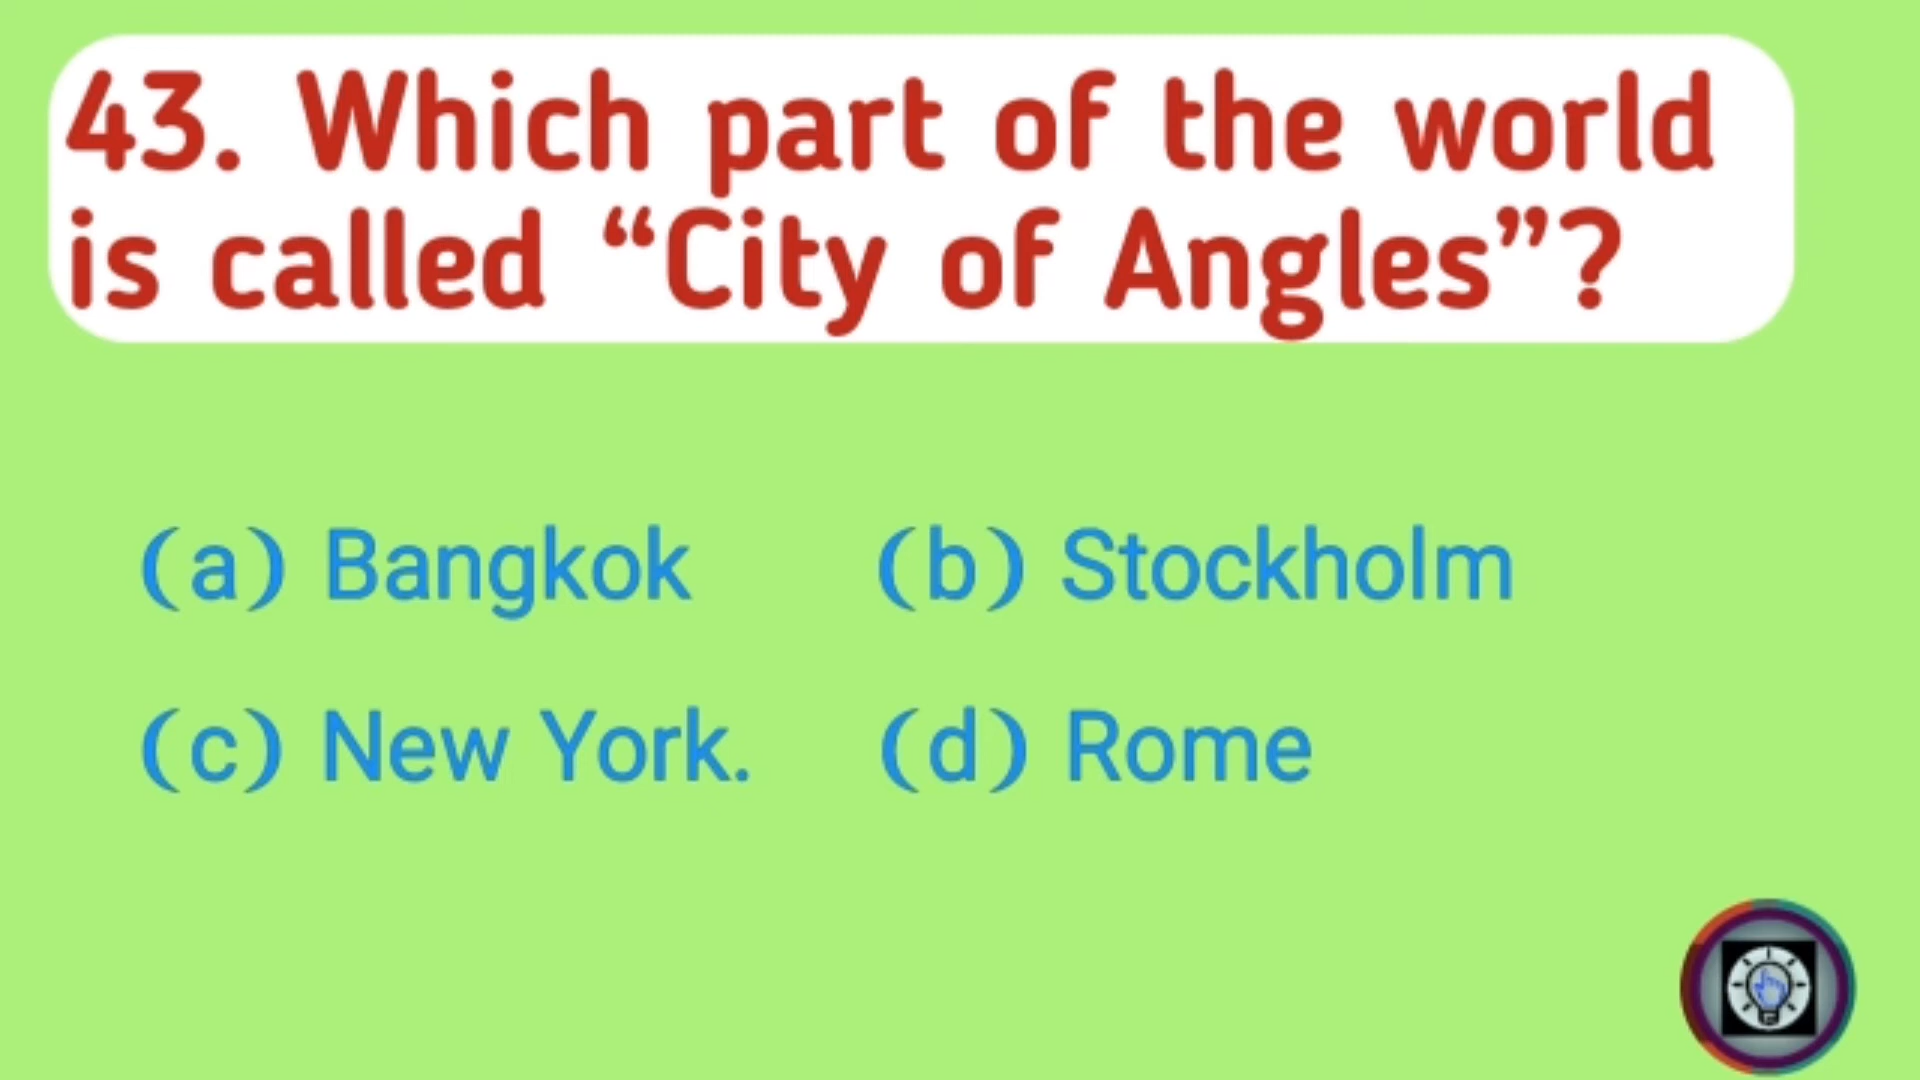 43. Which part of the world
is called “City of Angles”?
(a) Bangkok (b) Stockholm
(c) New York. (d) Rome